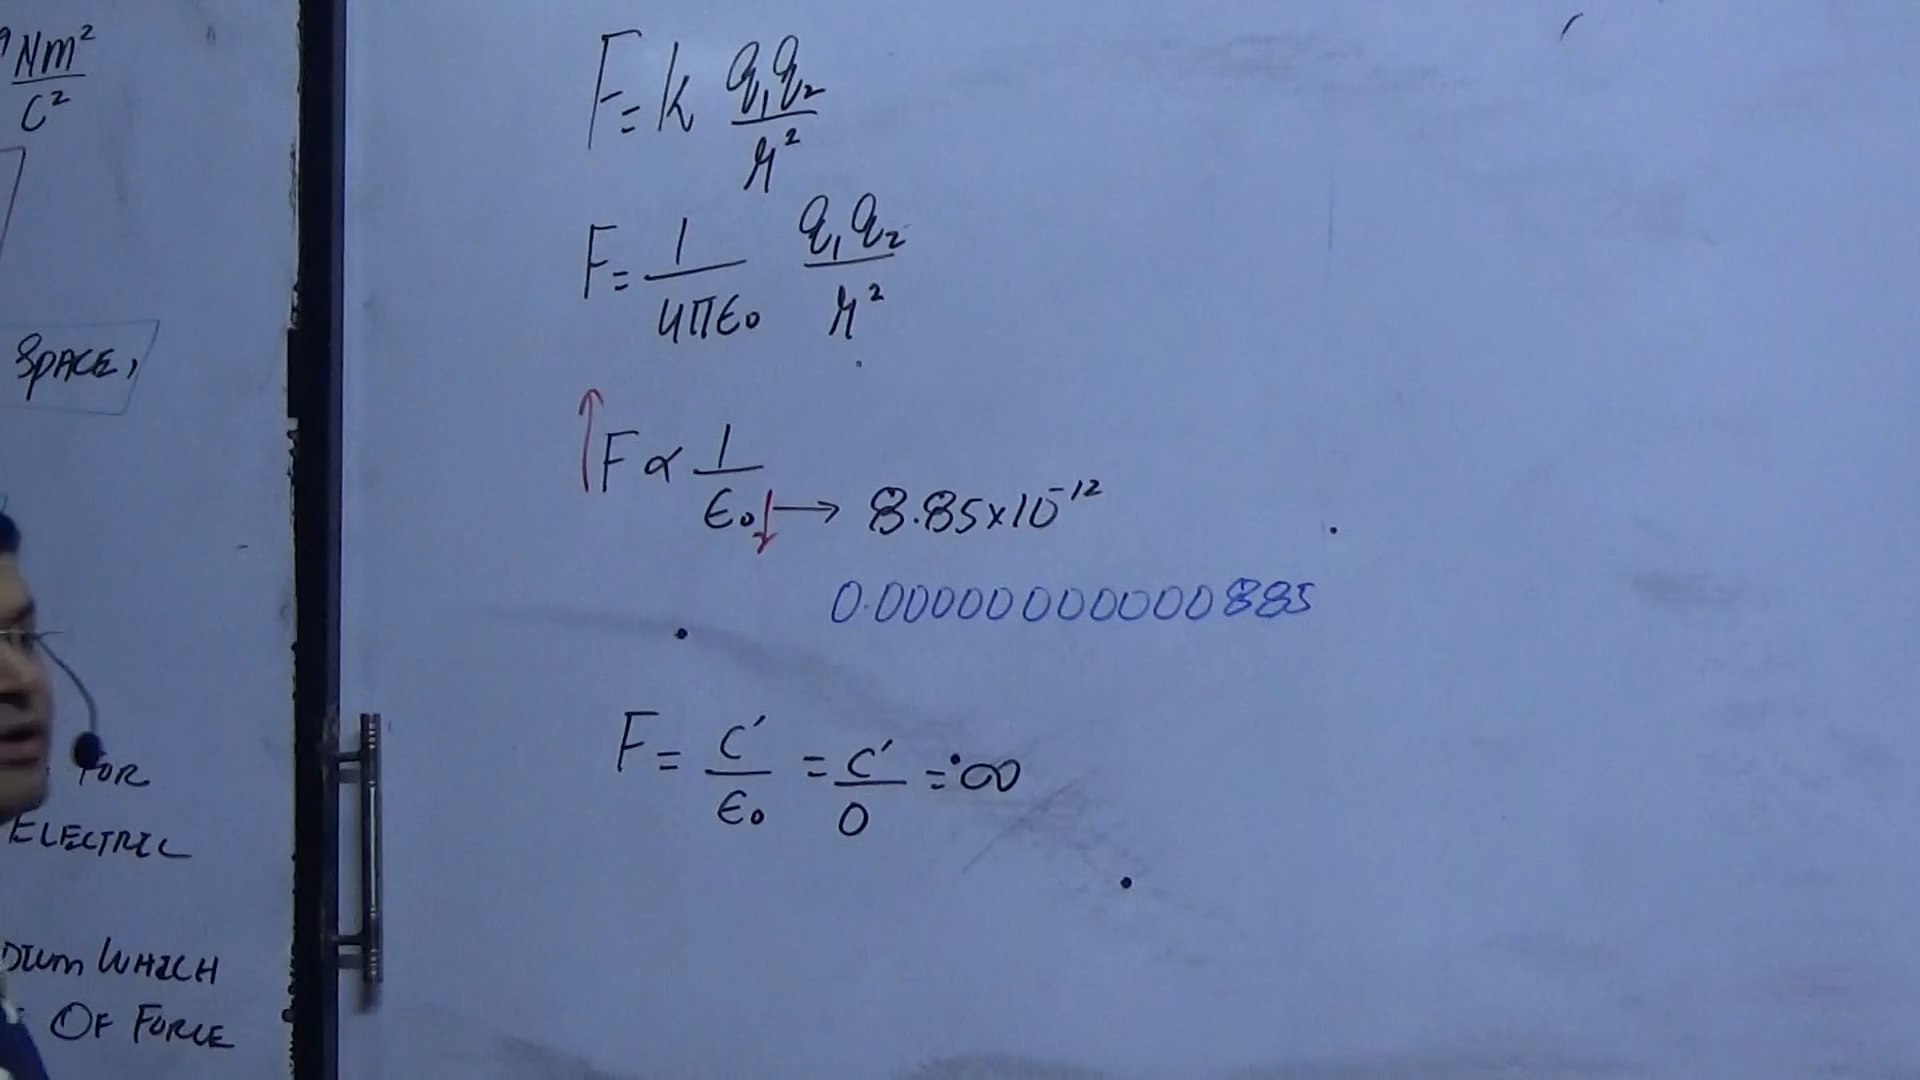 9 Nm²
C²
SPACE,
FOR
ELECTRIC
DIUM WHICH
OF FORCE
F = k q₁q₂
r²
F = 1 q₁q₂
4πε₀ r²
↑F ∝ 1
ε₀↓ → 8.85×10⁻¹²
0.00000000000885
F = C′ = C′ = ∞
ε₀ 0